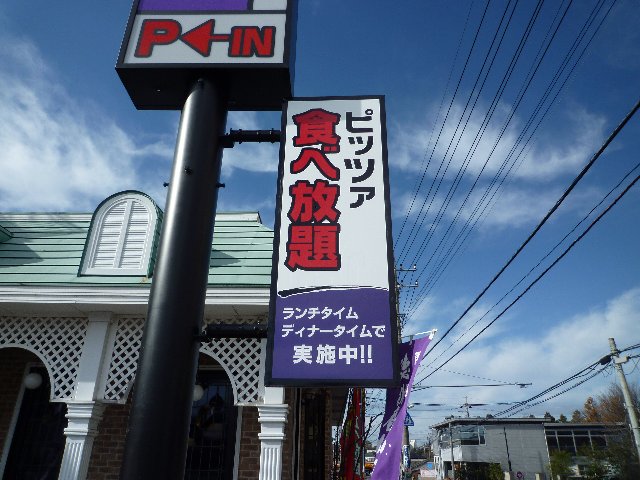 P←IN
ピッツァ
食べ放題
ランチタイム
ディナータイムで
実施中!!